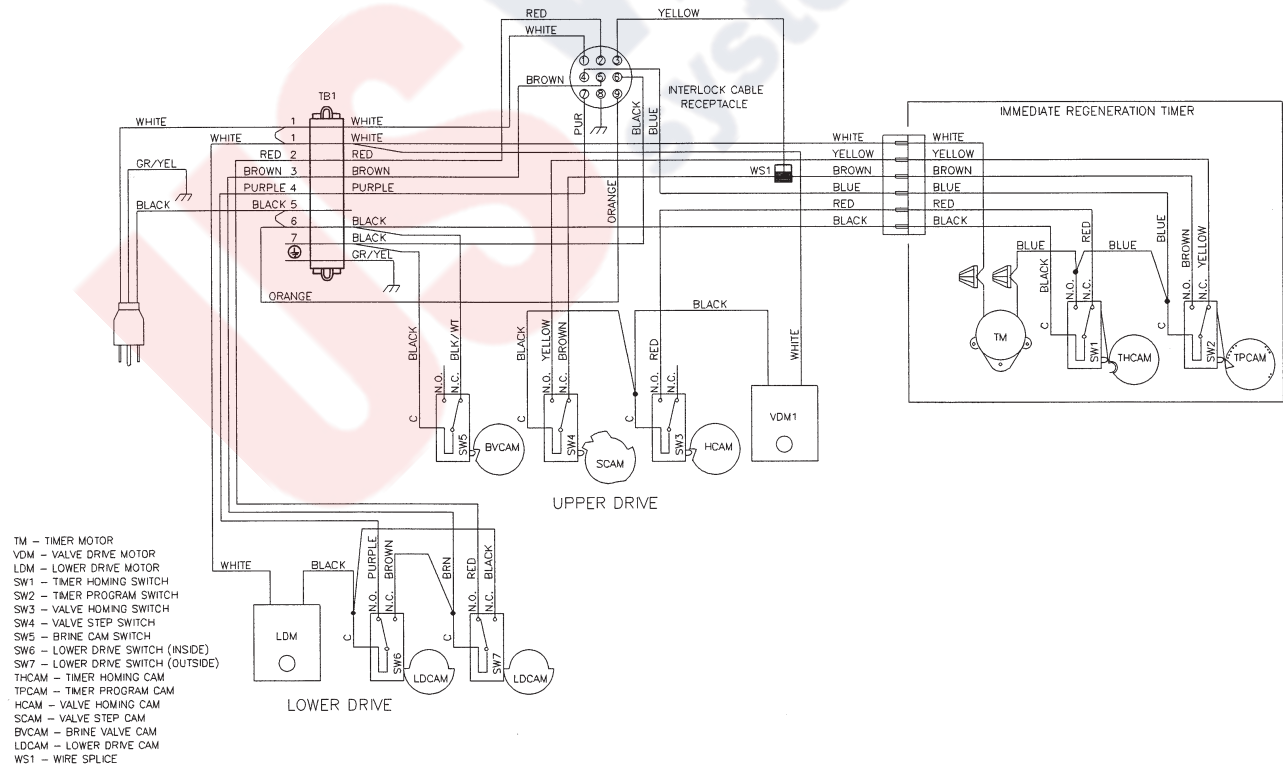 RED
YELLOW
WHITE
1 2 3
4 5 6
7 8 9
BROWN
INTERLOCK CABLE
RECEPTACLE
PUR
BLACK
BLUE
ORANGE
IMMEDIATE REGENERATION TIMER
TB1
WHITE 1 WHITE
WHITE 1 WHITE
RED 2 RED
GR/YEL
BROWN 3 BROWN
PURPLE 4 PURPLE
BLACK BLACK 5
6 BLACK
7 BLACK
GR/YEL
ORANGE
WS1
WHITE WHITE
YELLOW YELLOW
BROWN BROWN
BLUE BLUE
RED RED
BLACK BLACK
BLUE
BLACK
RED
BLUE
BLUE
BROWN
YELLOW
N.O.
N.C.
N.O.
N.C.
C
C
TM
SW1
THCAM
SW2
TPCAM
BLACK
BLK/WT
BLACK
YELLOW
BROWN
RED
BLACK
WHITE
N.O.
N.C.
N.O.
N.C.
N.O.
N.C.
C
C
C
SW5
BVCAM
SW4
SCAM
SW3
HCAM
VDM1
UPPER DRIVE
WHITE
BLACK
PURPLE
BROWN
BRN
RED
BLACK
N.O.
N.C.
N.O.
N.C.
C
C
LDM
SW6
LDCAM
SW7
LDCAM
LOWER DRIVE
TM – TIMER MOTOR
VDM – VALVE DRIVE MOTOR
LDM – LOWER DRIVE MOTOR
SW1 – TIMER HOMING SWITCH
SW2 – TIMER PROGRAM SWITCH
SW3 – VALVE HOMING SWITCH
SW4 – VALVE STEP SWITCH
SW5 – BRINE CAM SWITCH
SW6 – LOWER DRIVE SWITCH (INSIDE)
SW7 – LOWER DRIVE SWITCH (OUTSIDE)
THCAM – TIMER HOMING CAM
TPCAM – TIMER PROGRAM CAM
HCAM – VALVE HOMING CAM
SCAM – VALVE STEP CAM
BVCAM – BRINE VALVE CAM
LDCAM – LOWER DRIVE CAM
WS1 – WIRE SPLICE